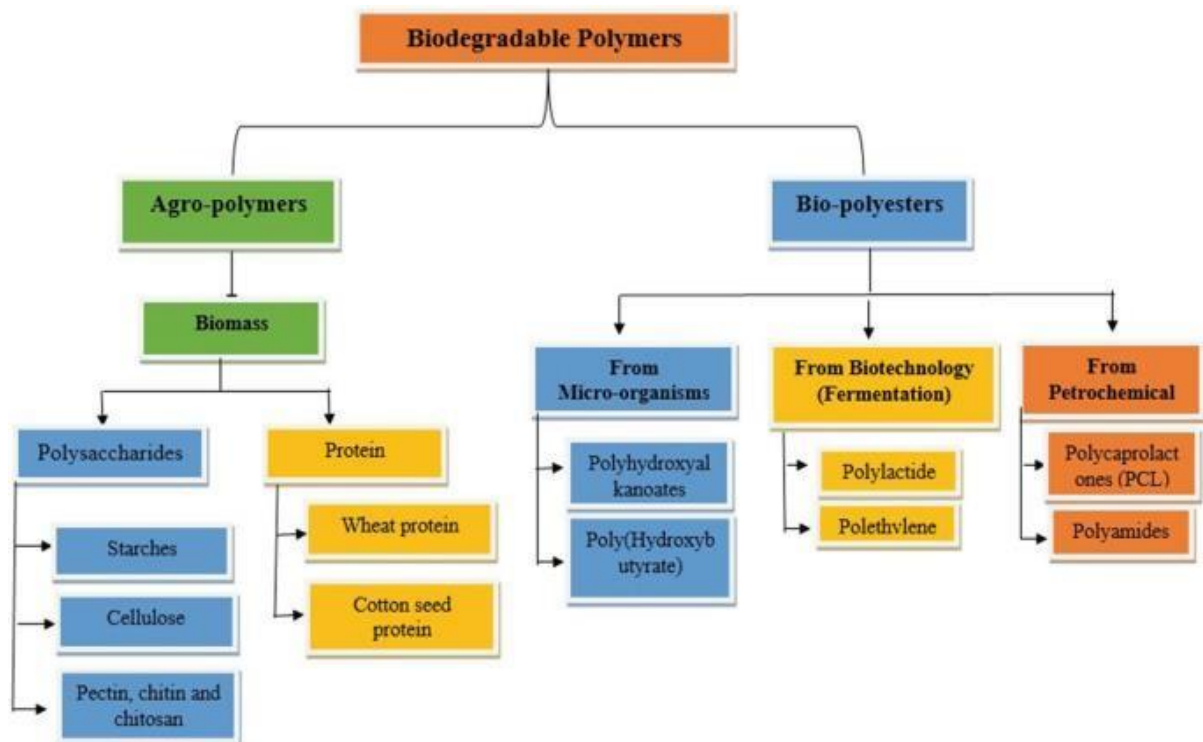 Biodegradable Polymers
Agro-polymers
Bio-polyesters
Biomass
From
Micro-organisms
From Biotechnology
(Fermentation)
From
Petrochemical
Polysaccharides
Protein
Polyhydroxyal
kanoates
Polylactide
Polycaprolact
ones (PCL)
Starches
Wheat protein
Poly(Hydroxyb
utyrate)
Polethylene
Polyamides
Cellulose
Cotton seed
protein
Pectin, chitin and
chitosan